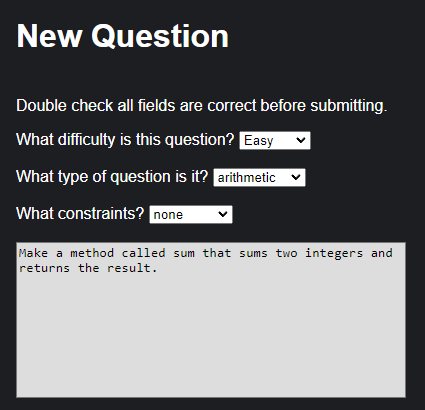 New Question
Double check all fields are correct before submitting.
What difficulty is this question? Easy
What type of question is it? arithmetic
What constraints? none
Make a method called sum that sums two integers and
returns the result.